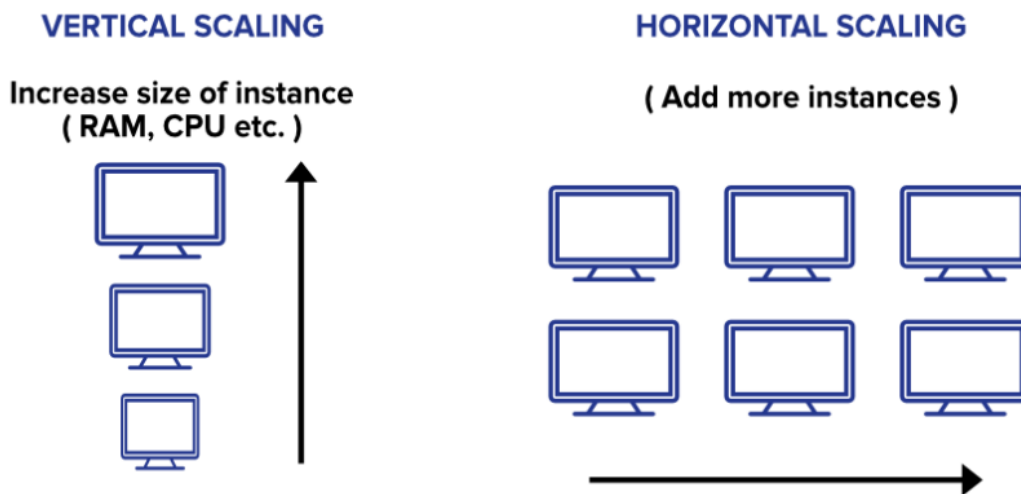 VERTICAL SCALING
Increase size of instance
( RAM, CPU etc. )
HORIZONTAL SCALING
( Add more instances )